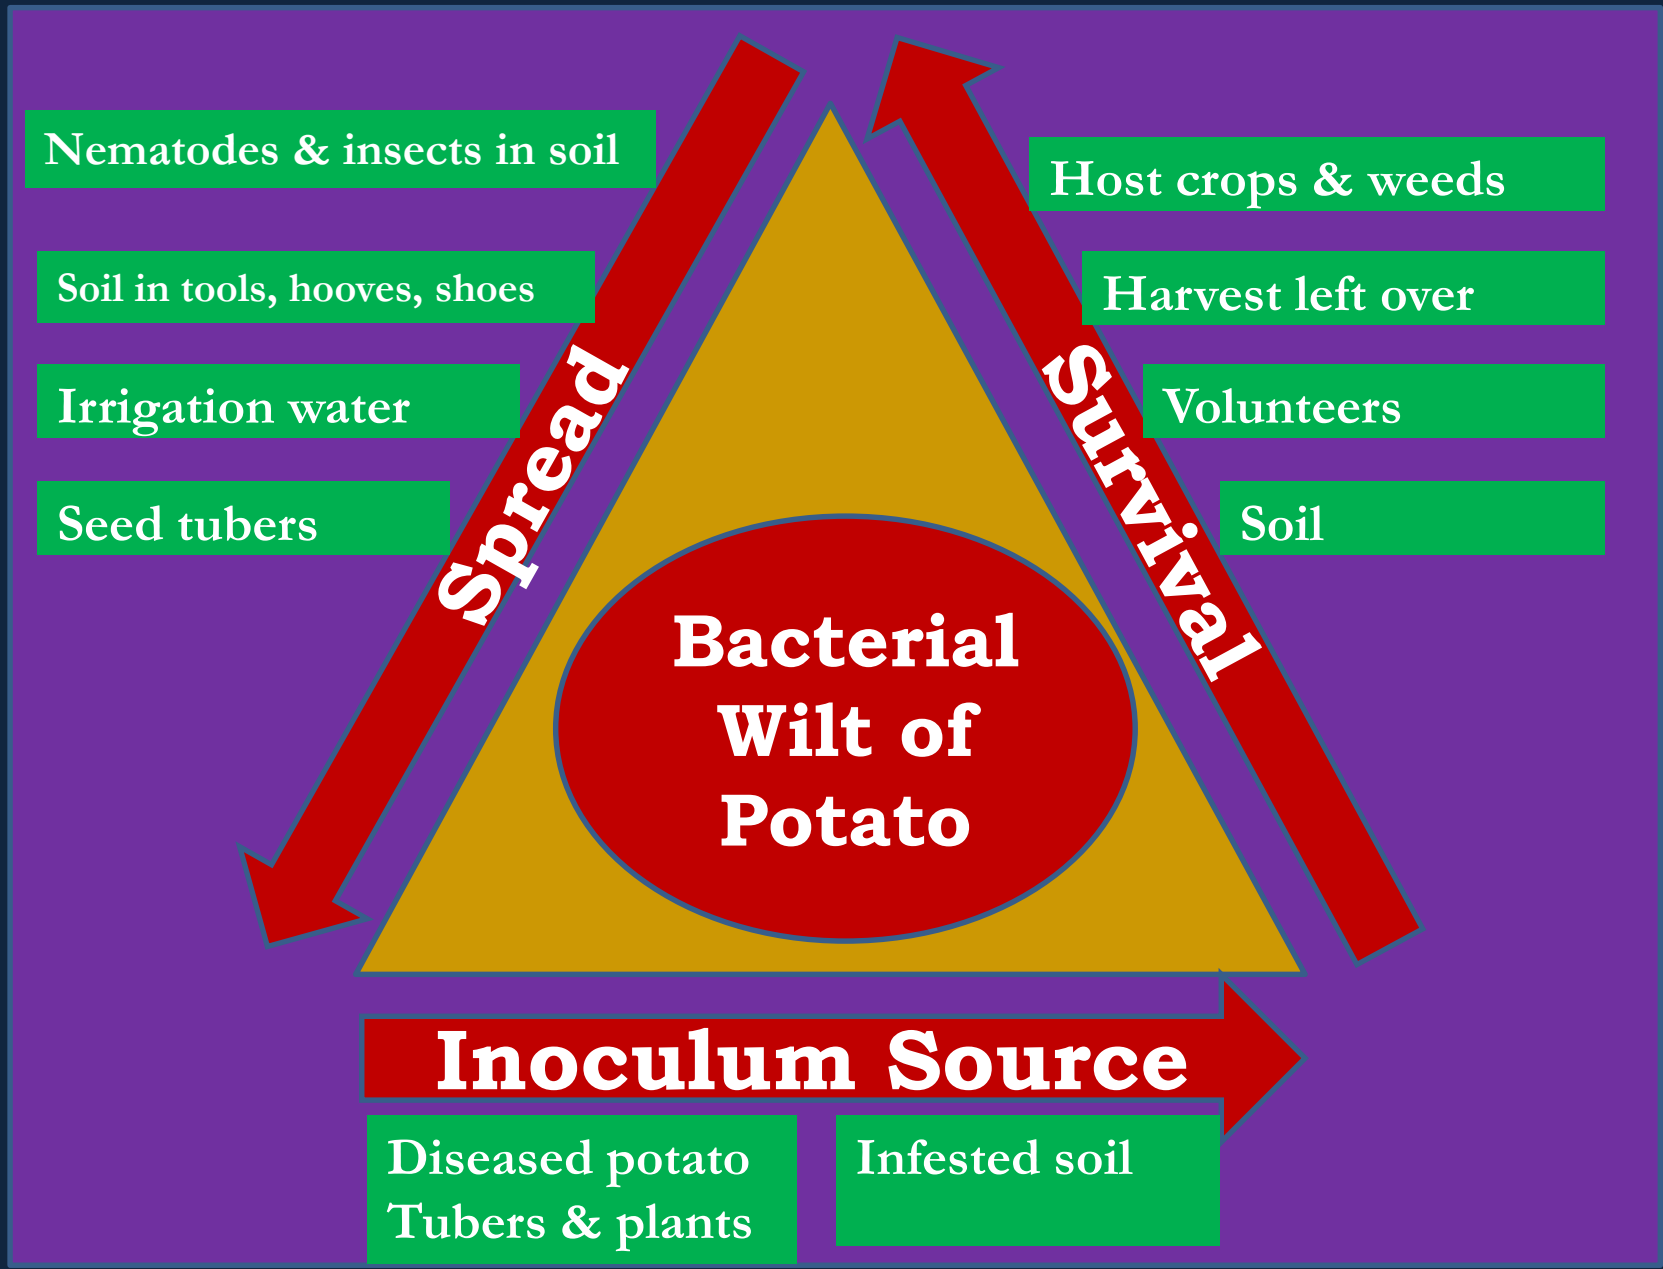 Nematodes & insects in soil
Soil in tools, hooves, shoes
Irrigation water
Seed tubers
Spread
Host crops & weeds
Harvest left over
Volunteers
Soil
Survival
Bacterial
Wilt of
Potato
Inoculum Source
Diseased potato
Tubers & plants
Infested soil